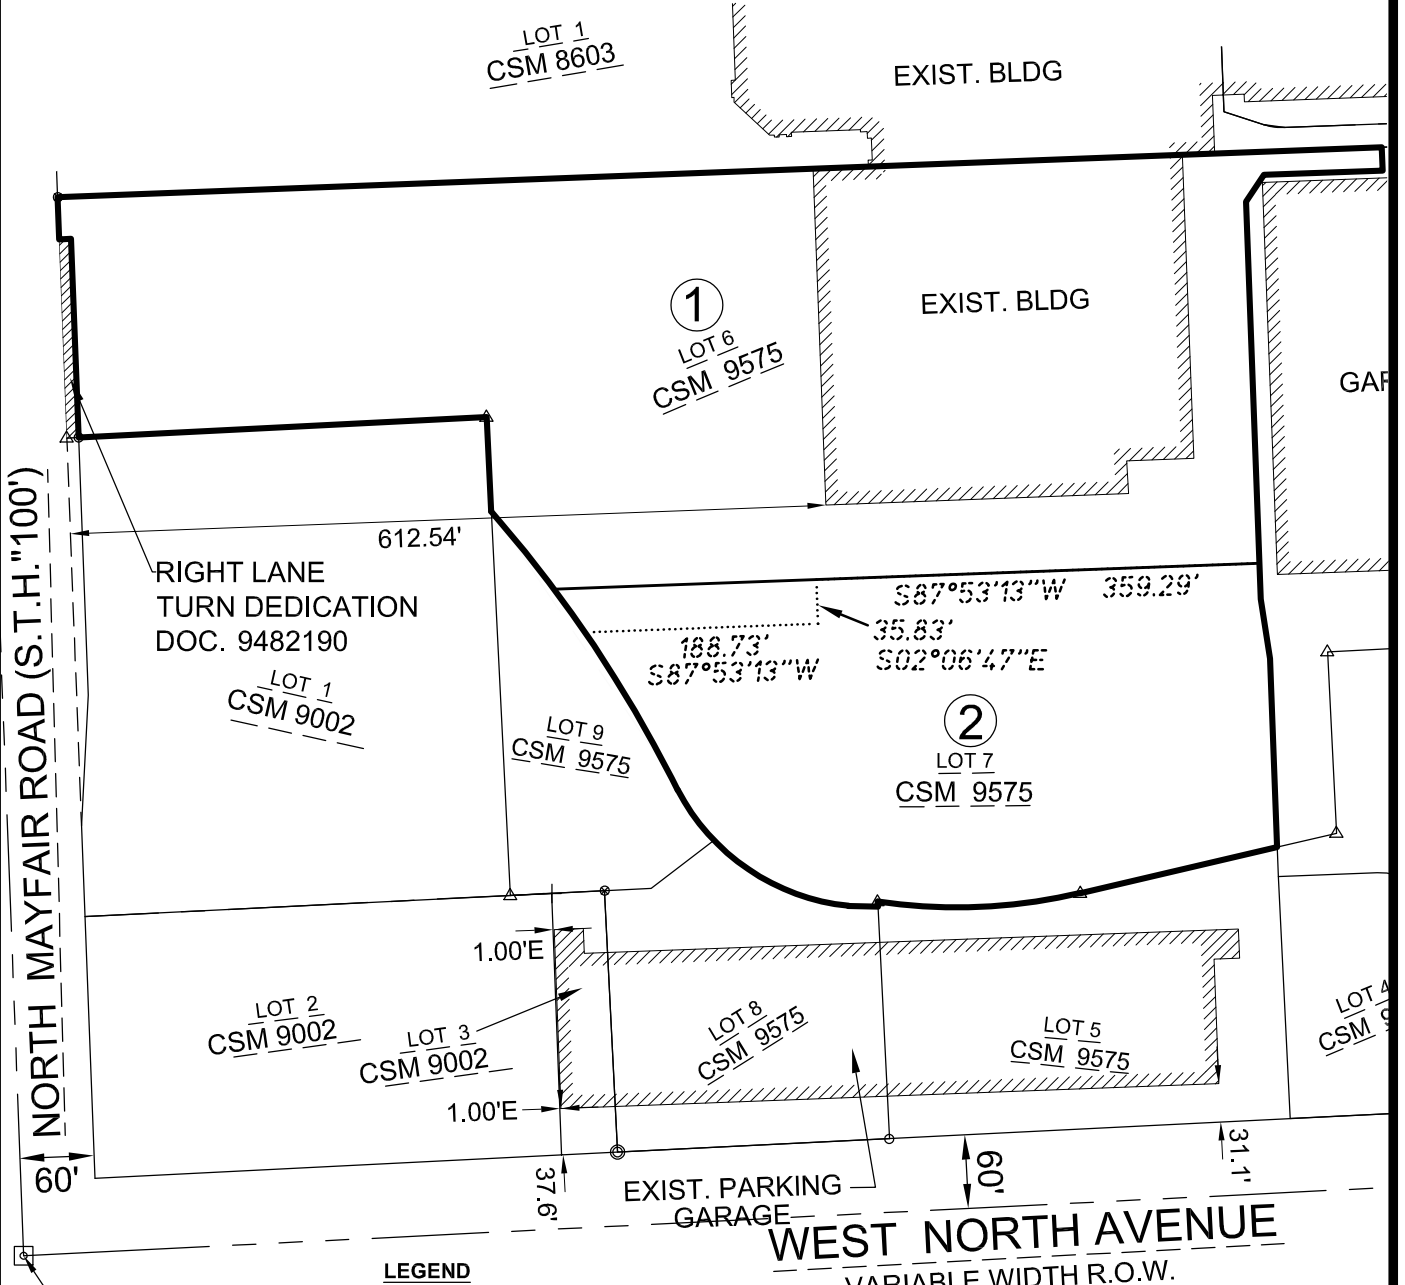 LOT 1
CSM 8603
EXIST. BLDG
1
LOT 6
CSM 9575
EXIST. BLDG
612.54'
RIGHT LANE
TURN DEDICATION
DOC. 9482190
S87°53'13"W 359.29'
35.83'
S02°06'47"E
188.73'
S87°53'13"W
LOT 1
CSM 9002
LOT 9
CSM 9575
2
LOT 7
CSM 9575
NORTH MAYFAIR ROAD (S.T.H."100')
1.00'E
LOT 2
CSM 9002
LOT 3
CSM 9002
LOT 8
CSM 9575
LOT 5
CSM 9575
LOT 4
CSM
1.00'E
60'
37.6'
EXIST. PARKING
GARAGE
60'
31.1'
WEST NORTH AVENUE
VARIABLE WIDTH R.O.W.
LEGEND